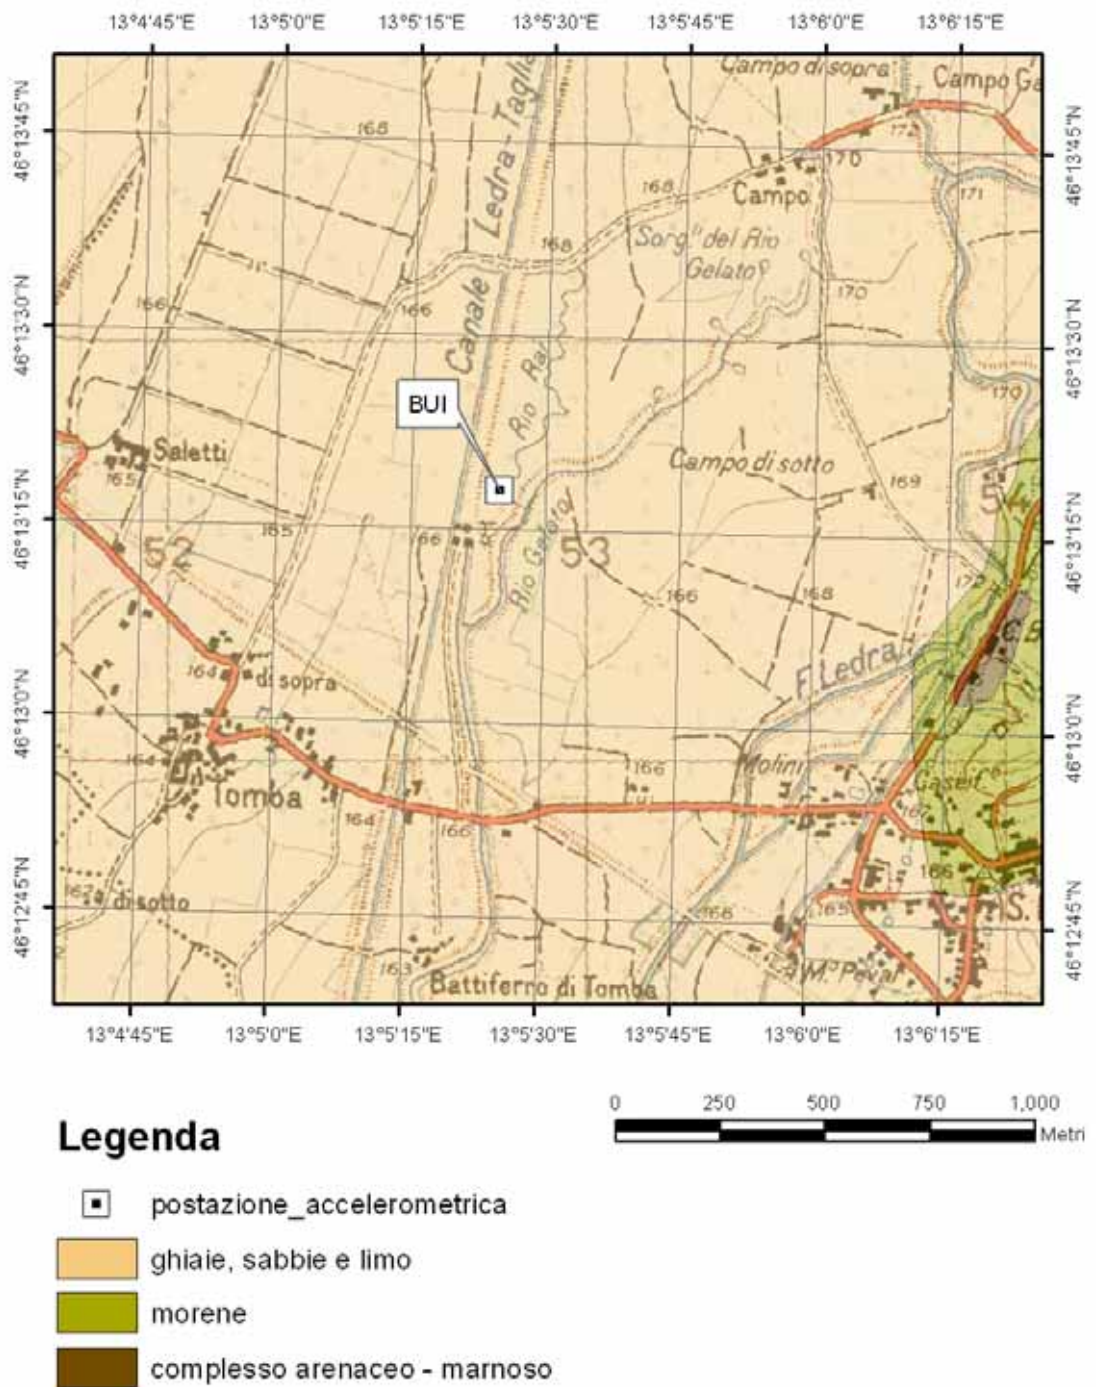 13°4'45"E 13°5'0"E 13°5'15"E 13°5'30"E 13°5'45"E 13°6'0"E 13°6'15"E
46°13'45"N
46°13'30"N
46°13'15"N
46°13'0"N
46°12'45"N
46°13'45"N
46°13'30"N
46°13'15"N
46°13'0"N
46°12'45"N
Campo di sopra
Campo Ga
172
168
170
171
Campo
168
Canale Ledra-Taglia
168
Sorg.ti del Rio
Gelato
166
166
170
170
BUI
Rio
Saletti
165
Campo di sotto
169
54
165
166
52
53
Rio Gelato
166
168
172
F. Ledra
164
di sopra
164
Tomba
166
Molini
Caseif.
164
166
166
162
di sotto
168
165
S.
163
Battiferro di Tomba
13°4'45"E 13°5'0"E 13°5'15"E 13°5'30"E 13°5'45"E 13°6'0"E 13°6'15"E
0 250 500 750 1,000
Metri
Legenda
postazione_accelerometrica
ghiaie, sabbie e limo
morene
complesso arenaceo - marnoso